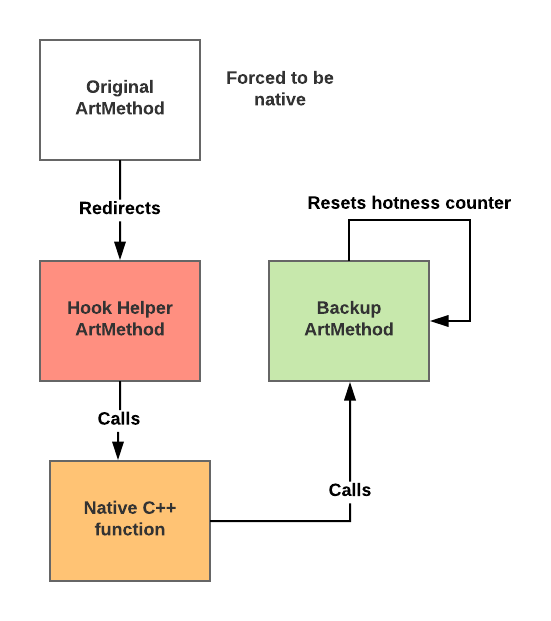 Original
ArtMethod
Forced to be
native
Redirects
Resets hotness counter
Hook Helper
ArtMethod
Backup
ArtMethod
Calls
Calls
Native C++
function